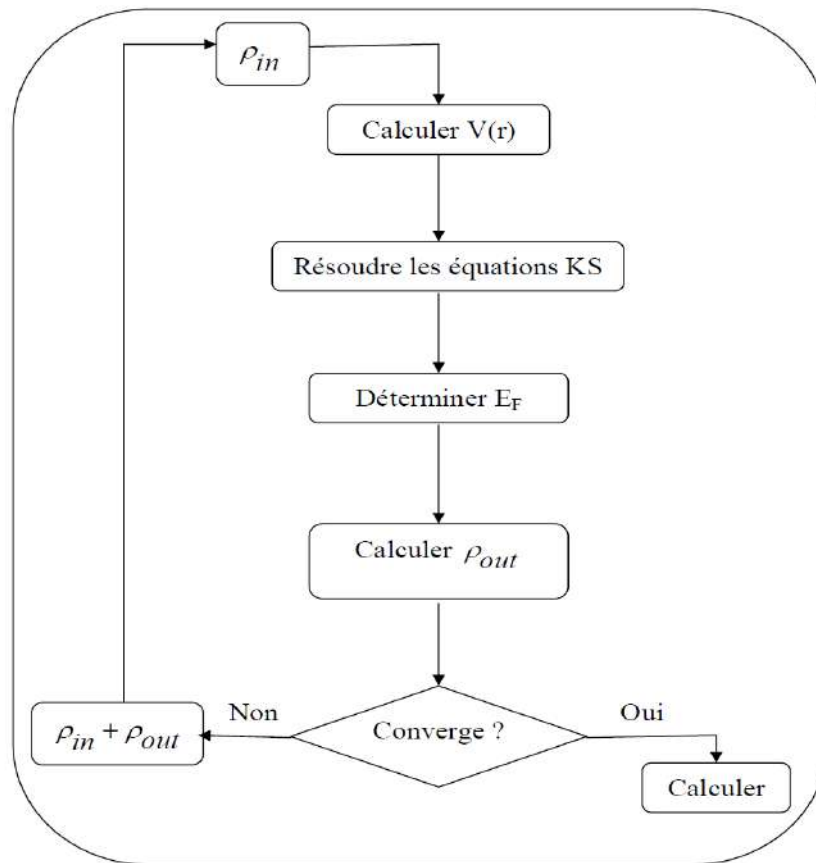 ρin
Calculer V(r)
Résoudre les équations KS
Déterminer EF
Calculer ρout
Non
Converge ?
Oui
ρin + ρout
Calculer